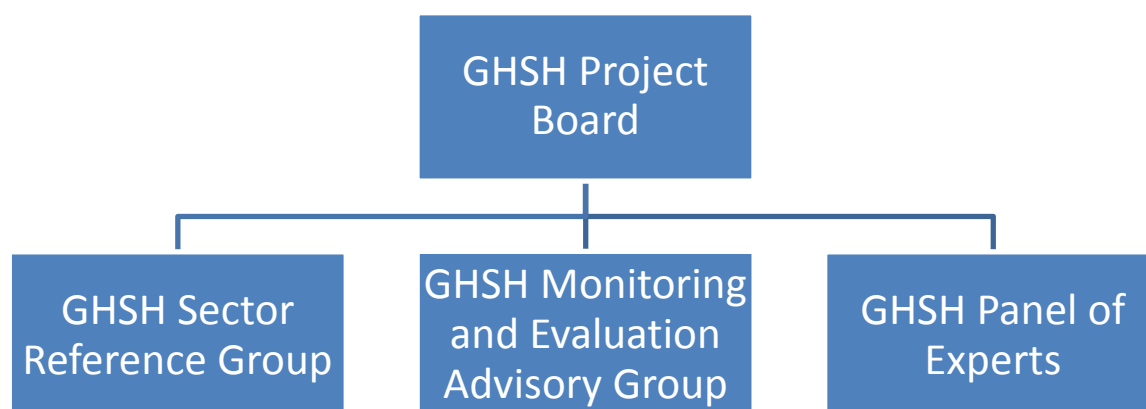 GHSH Project
Board
GHSH Sector
Reference Group
GHSH Monitoring
and Evaluation
Advisory Group
GHSH Panel of
Experts